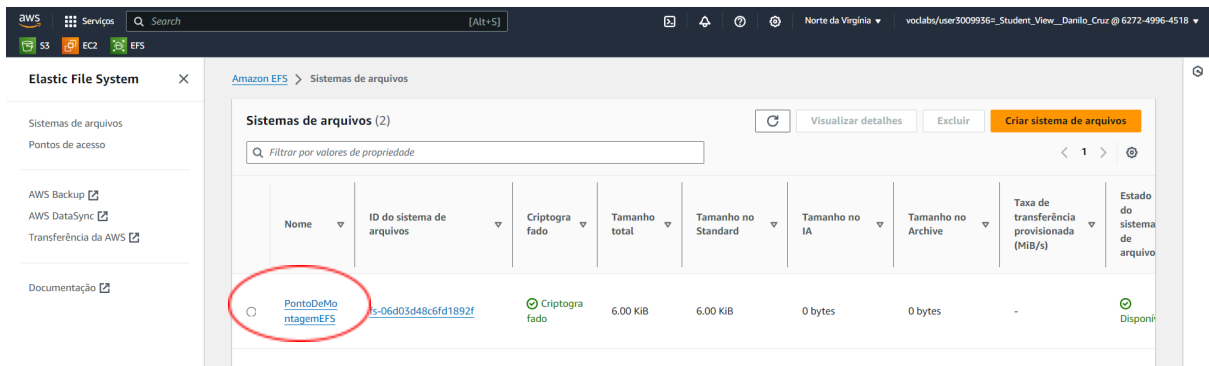 aws Serviços Search [Alt+S] Norte da Virgínia voclabs/user3009936=_Student_View__Danilo_Cruz @ 6272-4996-4518
S3 EC2 EFS
Elastic File System
Sistemas de arquivos
Pontos de acesso
AWS Backup
AWS DataSync
Transferência da AWS
Documentação
Amazon EFS > Sistemas de arquivos
Sistemas de arquivos (2)
Visualizar detalhes
Excluir
Criar sistema de arquivos
Filtrar por valores de propriedade
1
Nome
ID do sistema de
arquivos
Criptogra
fado
Tamanho
total
Tamanho no
Standard
Tamanho no
IA
Tamanho no
Archive
Taxa de
transferência
provisionada
(MiB/s)
Estado
do
sistema
de
arquivo
PontoDeMo
ntagemEFS
fs-06d03d48c6fd1892f
Criptogra
fado
6.00 KiB
6.00 KiB
0 bytes
0 bytes
-
Disponív